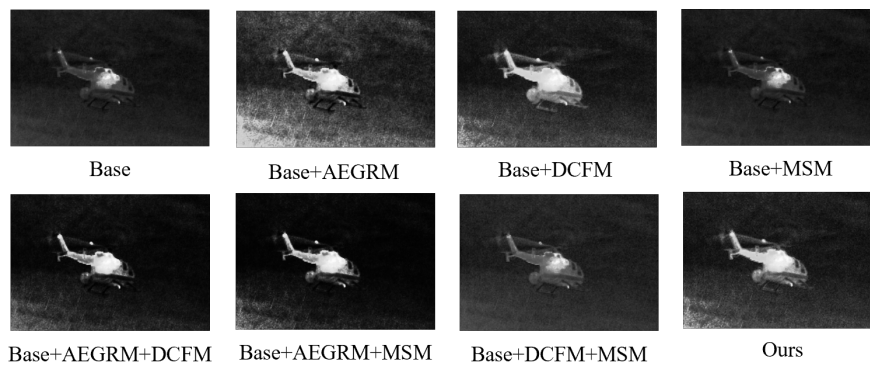 Base
Base+AEGRM
Base+DCFM
Base+MSM
Base+AEGRM+DCFM
Base+AEGRM+MSM
Base+DCFM+MSM
Ours